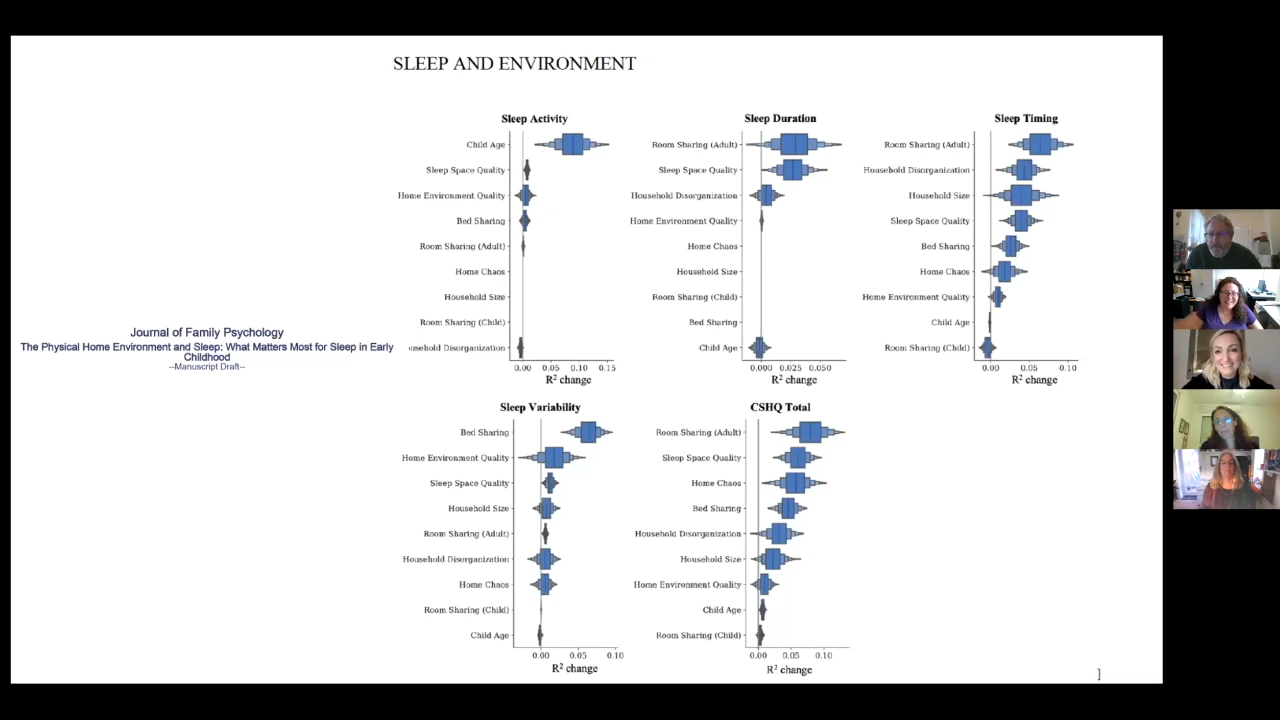 SLEEP AND ENVIRONMENT
Journal of Family Psychology
The Physical Home Environment and Sleep: What Matters Most for Sleep in Early
Childhood
--Manuscript Draft--
Sleep Activity
Child Age
Sleep Space Quality
Home Environment Quality
Bed Sharing
Room Sharing (Adult)
Home Chaos
Household Size
Room Sharing (Child)
usehold Disorganization
0.00 0.05 0.10 0.15
R² change
Sleep Duration
Room Sharing (Adult)
Sleep Space Quality
Household Disorganization
Home Environment Quality
Home Chaos
Household Size
Room Sharing (Child)
Bed Sharing
Child Age
0.000 0.025 0.050
R² change
Sleep Timing
Room Sharing (Adult)
Household Disorganization
Household Size
Sleep Space Quality
Bed Sharing
Home Chaos
Home Environment Quality
Child Age
Room Sharing (Child)
0.00 0.05 0.10
R² change
Sleep Variability
Bed Sharing
Home Environment Quality
Sleep Space Quality
Household Size
Room Sharing (Adult)
Household Disorganization
Home Chaos
Room Sharing (Child)
Child Age
0.00 0.05 0.10
R² change
CSHQ Total
Room Sharing (Adult)
Sleep Space Quality
Home Chaos
Bed Sharing
Household Disorganization
Household Size
Home Environment Quality
Child Age
Room Sharing (Child)
0.00 0.05 0.10
R² change
]